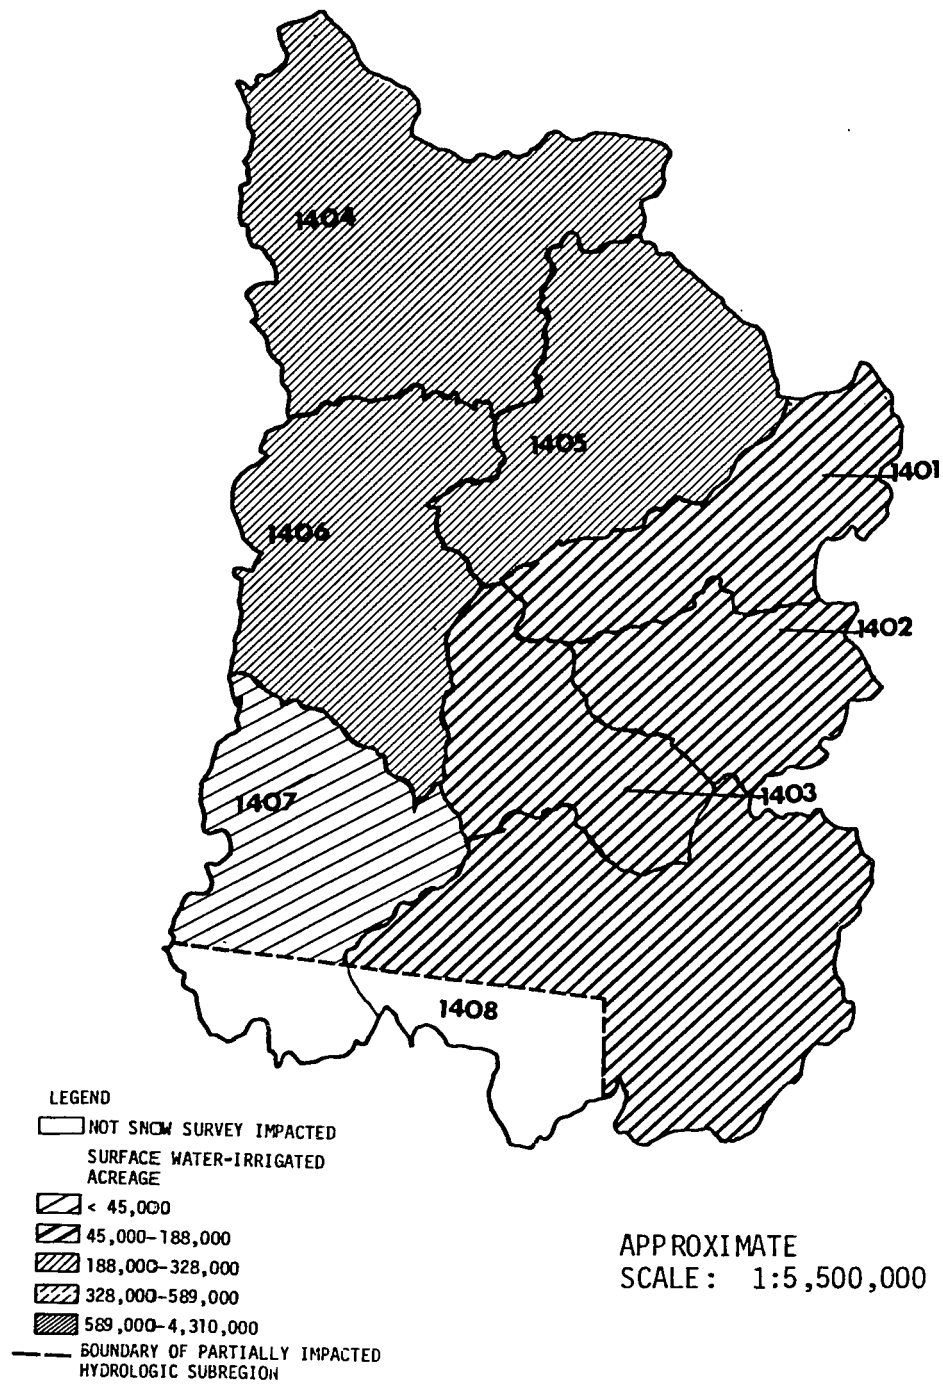 1404
1405
1401
1406
1402
1407
1403
1408
LEGEND
NOT SNOW SURVEY IMPACTED
SURFACE WATER-IRRIGATED
ACREAGE
< 45,000
45,000-188,000
188,000-328,000
328,000-589,000
589,000-4,310,000
BOUNDARY OF PARTIALLY IMPACTED
HYDROLOGIC SUBREGION
APPROXIMATE
SCALE: 1:5,500,000